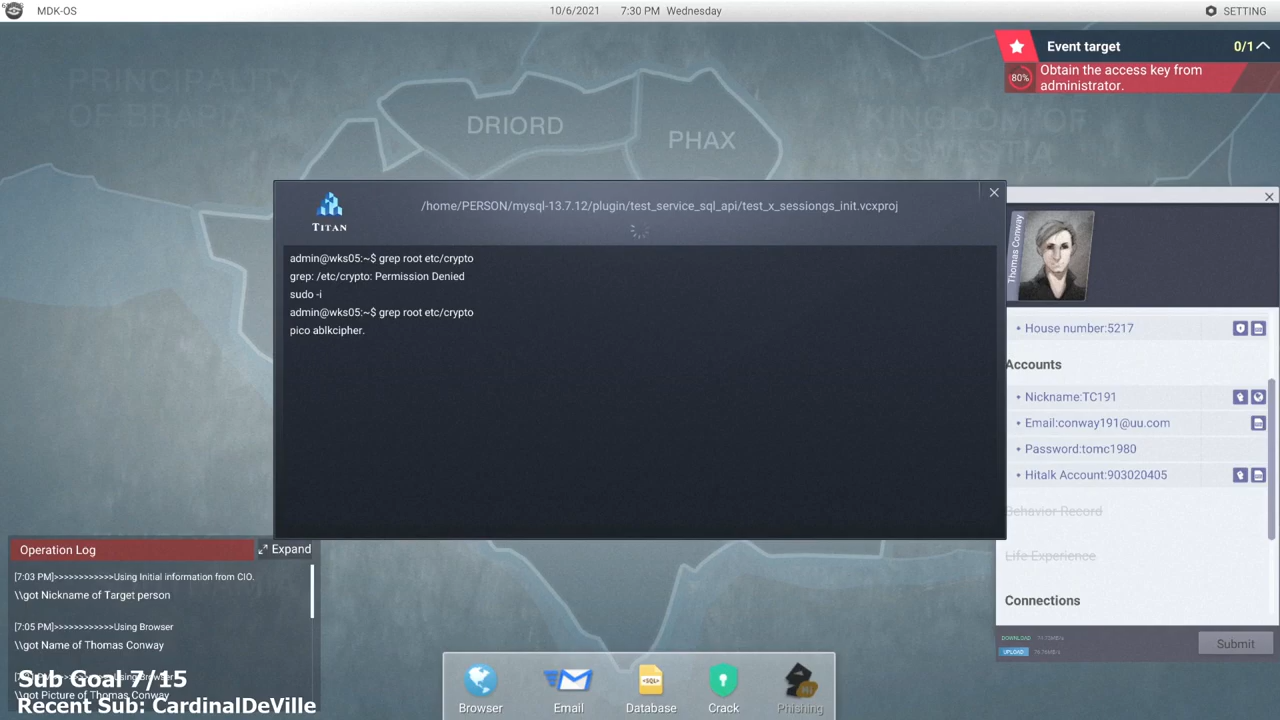 MDK-OS
10/6/2021 7:30 PM Wednesday
SETTING
Event target
0/1
80%
Obtain the access key from
administrator.
PRINCIPALITY
OF BRAPIA
DRIORD
PHAX
KINGDOM OF
OSWESTIA
TITAN
/home/PERSON/mysql-13.7.12/plugin/test_service_sql_api/test_x_sessiongs_init.vcxproj
admin@wks05:~$ grep root etc/crypto
grep: /etc/crypto: Permission Denied
sudo -i
admin@wks05:~$ grep root etc/crypto
pico ablkcipher.
Thomas Conway
• House number:5217
Accounts
• Nickname:TC191
• Email:conway191@uu.com
• Password:tomc1980
• Hitalk Account:903020405
Behavior Record
Life Experience
Connections
DOWNLOAD
UPLOAD
Submit
Operation Log
Expand
[7:03 PM]>>>>>>>>>>>>Using Initial information from CIO.
\\got Nickname of Target person
[7:05 PM]>>>>>>>>>>>>Using Browser
\\got Name of Thomas Conway
\\got Picture of Thomas Conway
Sub Goal 7/15
Recent Sub: CardinalDeVille
Browser
Email
<SQL>
Database
Crack
Phishing